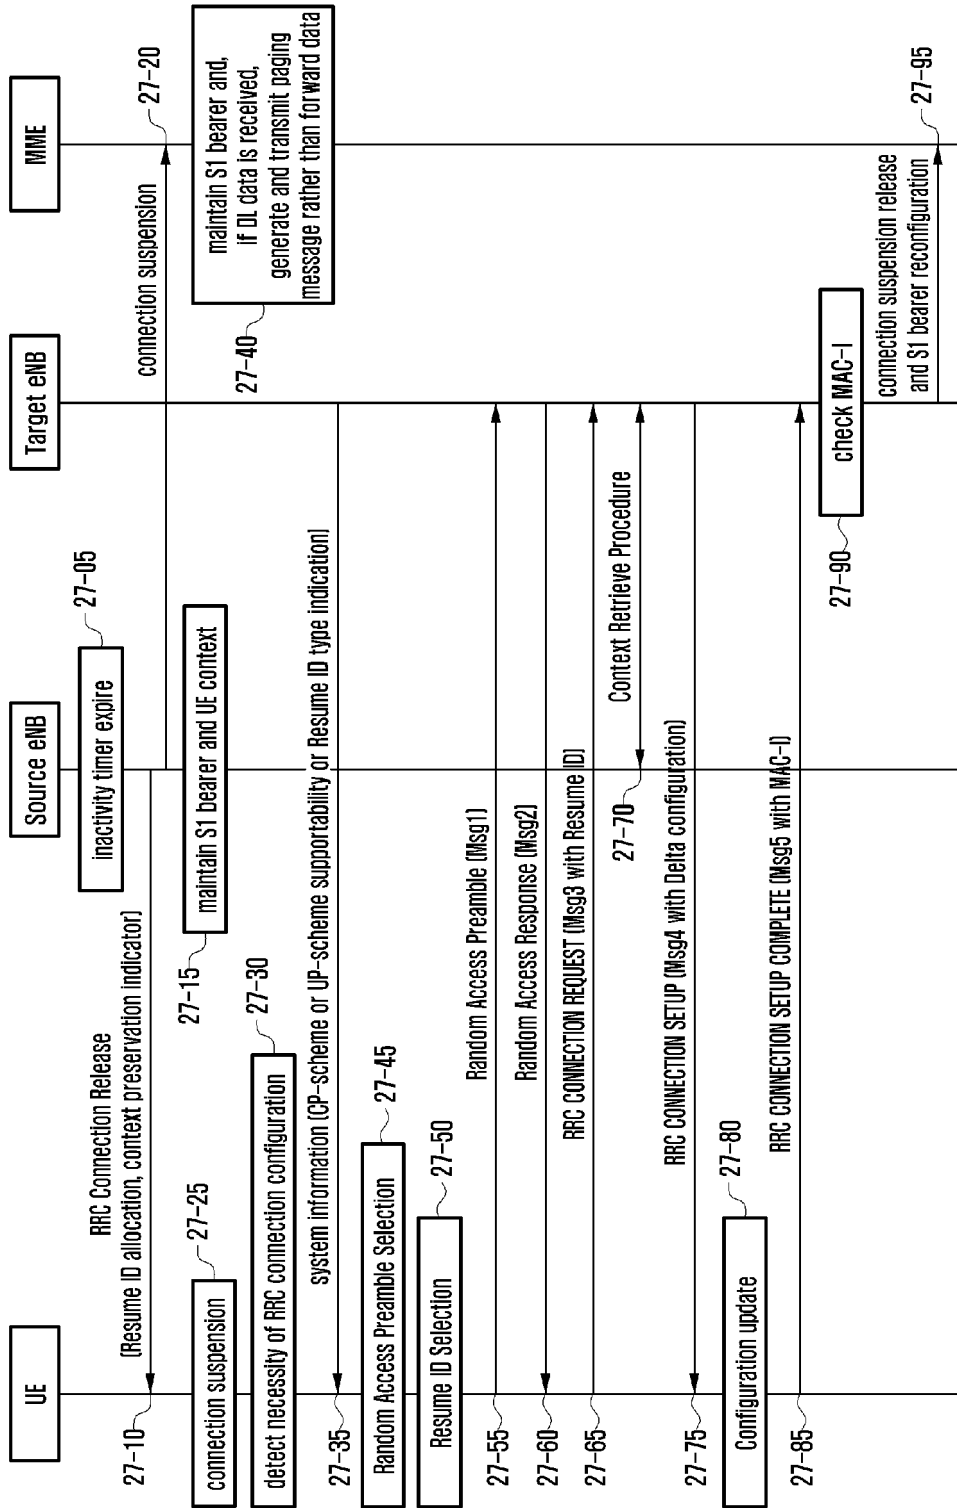 UE
Source eNB
Target eNB
MME
inactivity timer expire
27-05
RRC Connection Release
(Resume ID allocation, context preservation indicator)
27-10
connection suspension
27-20
maintain S1 bearer and UE context
27-15
connection suspension
27-25
maintain S1 bearer and,
if DL data is received,
generate and transmit paging
message rather than forward data
27-40
detect necessity of RRC connection configuration
27-30
system information (CP-scheme or UP-scheme supportability or Resume ID type indication)
27-35
Random Access Preamble Selection
27-45
Resume ID Selection
27-50
Random Access Preamble (Msg1)
27-55
Random Access Response (Msg2)
27-60
RRC CONNECTION REQUEST (Msg3 with Resume ID)
27-65
Context Retrieve Procedure
27-70
RRC CONNECTION SETUP (Msg4 with Delta configuration)
27-75
Configuration update
27-80
RRC CONNECTION SETUP COMPLETE (Msg5 with MAC-I)
27-85
check MAC-I
27-90
connection suspension release
and S1 bearer reconfiguration
27-95